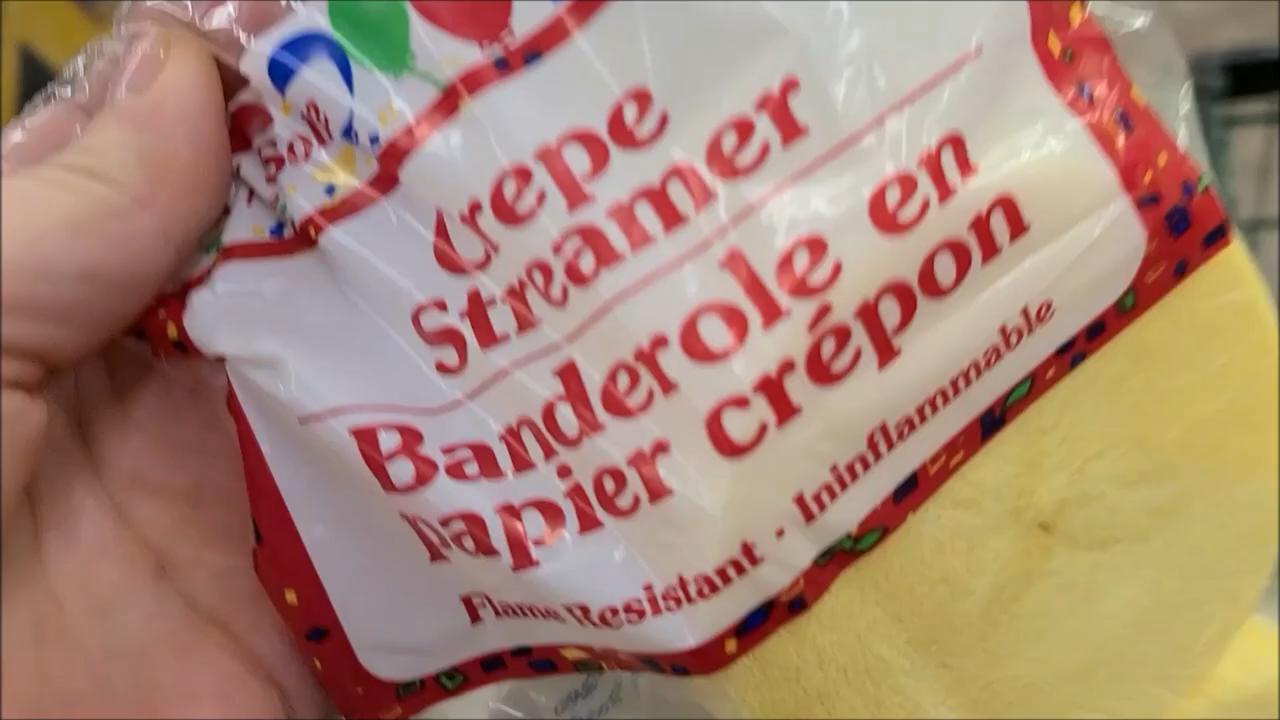 Crepe
Streamer
Banderole en
papier crépon
Flame Resistant · Ininflammable